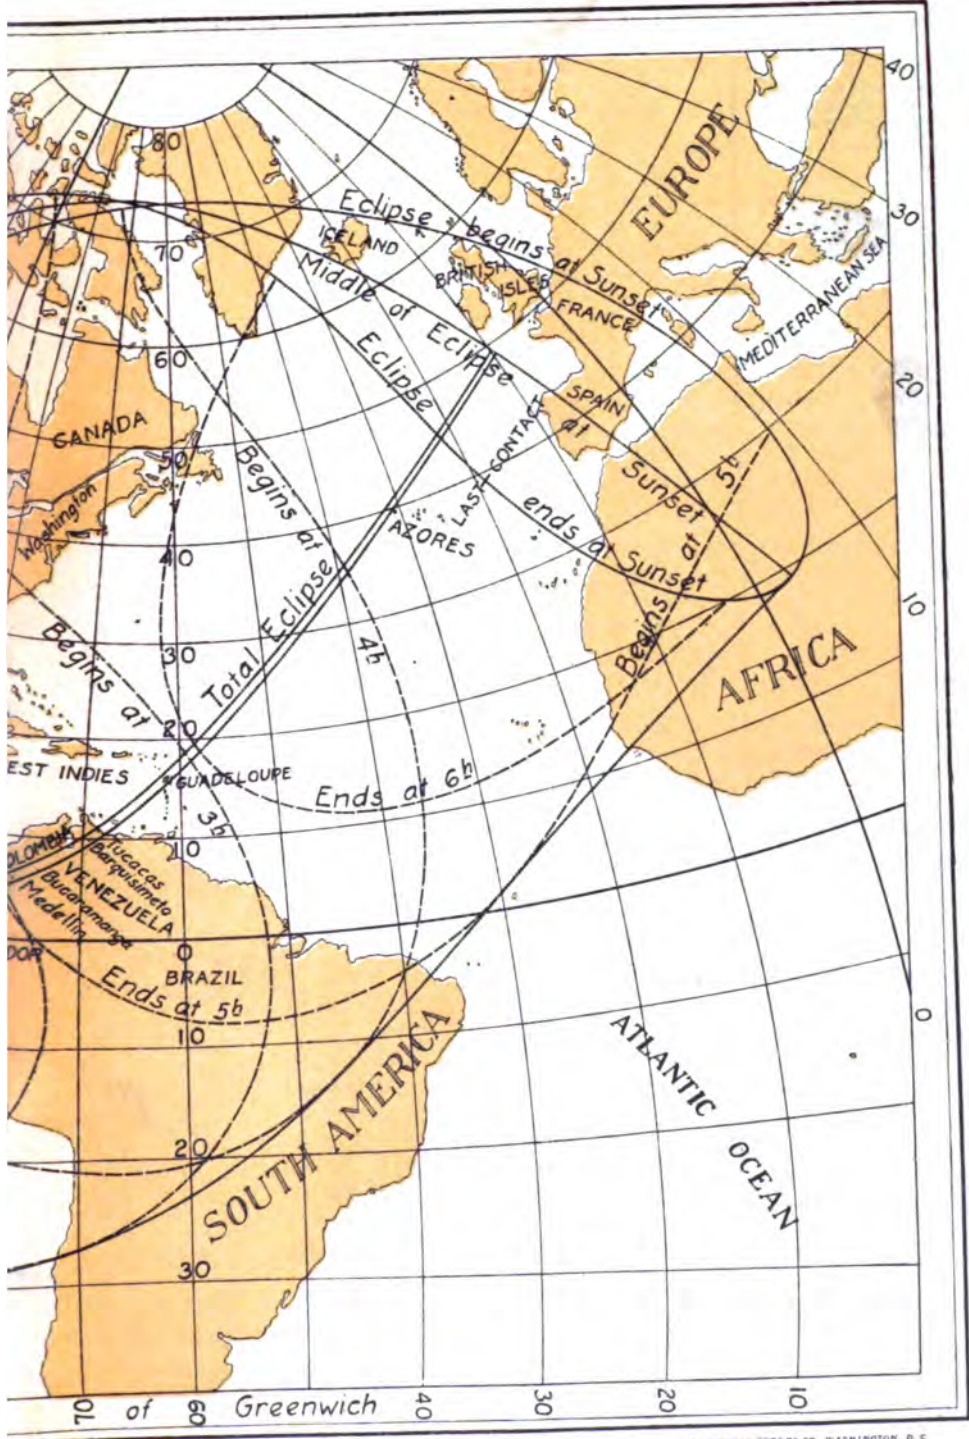 40
80
EUROPE
30
Eclipse begins at Sunset
ICELAND
MEDITERRANEAN SEA
70
Middle of Eclipse at Sunset
BRITISH
ISLES
FRANCE
60
Eclipse ends at Sunset
20
SPAIN
CANADA
50
Begins at 4h
LAST CONTACT
Begins at 5h
Washington
AZORES
40
10
Total Eclipse
30
Begins at 3h
AFRICA
20
EST INDIES
GUADELOUPE
Ends at 6h
10
OLOMBIA
Tucacas
Barquisimeto
VENEZUELA
Bucaramanga
Medellin
DOR
0
BRAZIL
Ends at 5h
0
10
ATLANTIC
OCEAN
SOUTH AMERICA
20
30
70 60 40 30 20 10
of Greenwich
WASHINGTON, D. C.